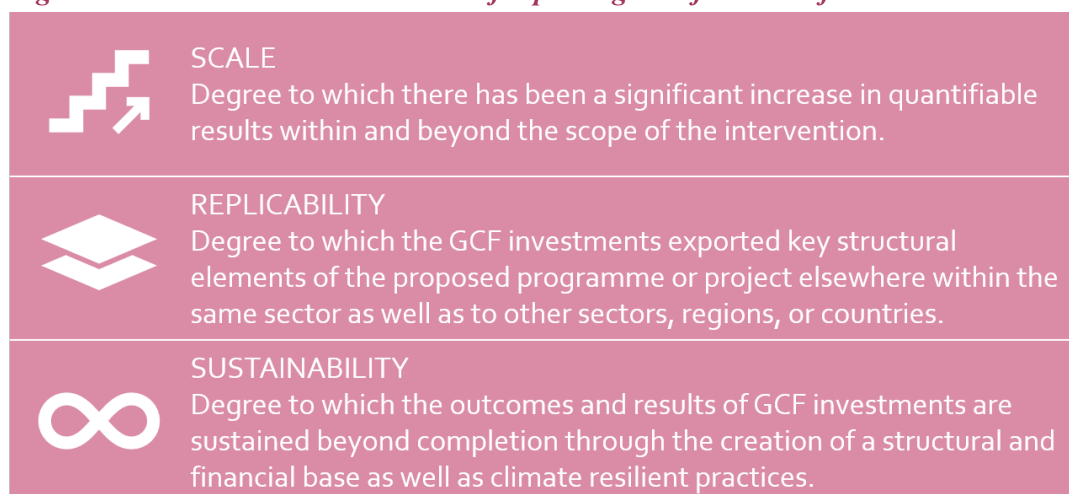 SCALE
Degree to which there has been a significant increase in quantifiable
results within and beyond the scope of the intervention.
REPLICABILITY
Degree to which the GCF investments exported key structural
elements of the proposed programme or project elsewhere within the
same sector as well as to other sectors, regions, or countries.
SUSTAINABILITY
Degree to which the outcomes and results of GCF investments are
sustained beyond completion through the creation of a structural and
financial base as well as climate resilient practices.